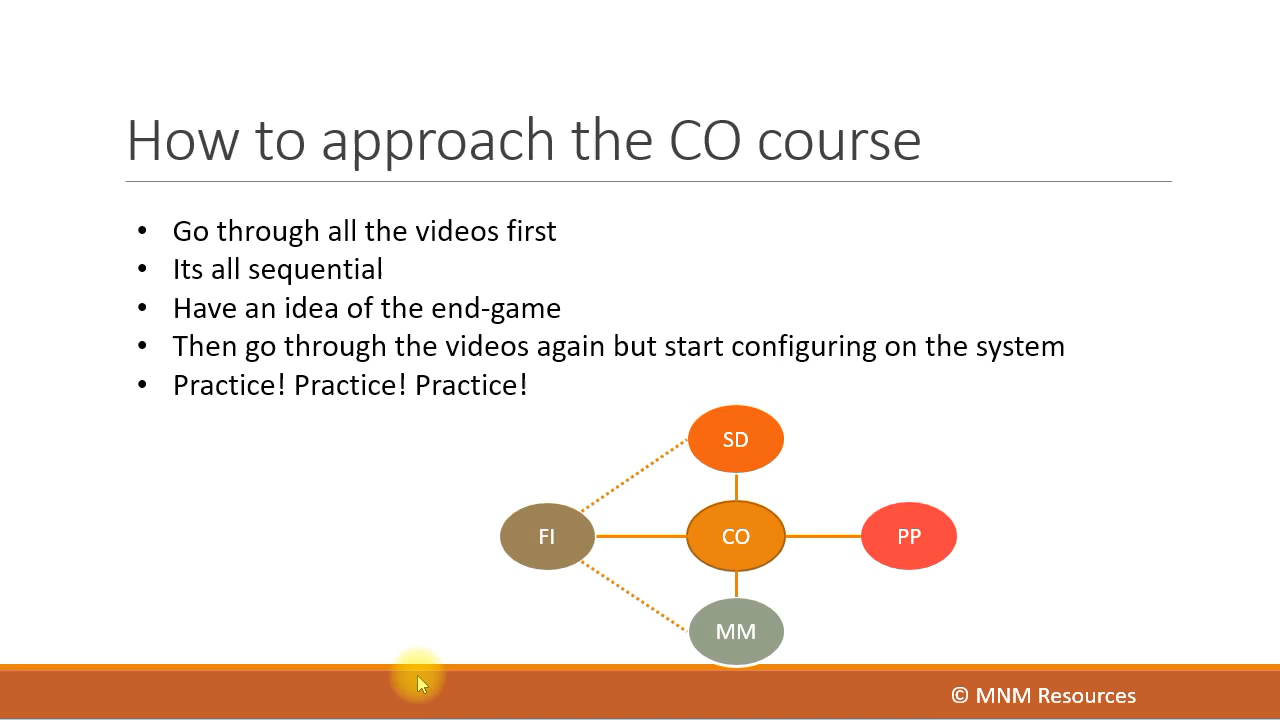 How to approach the CO course
• Go through all the videos first
• Its all sequential
• Have an idea of the end-game
• Then go through the videos again but start configuring on the system
• Practice! Practice! Practice!
SD
FI
CO
PP
MM
© MNM Resources